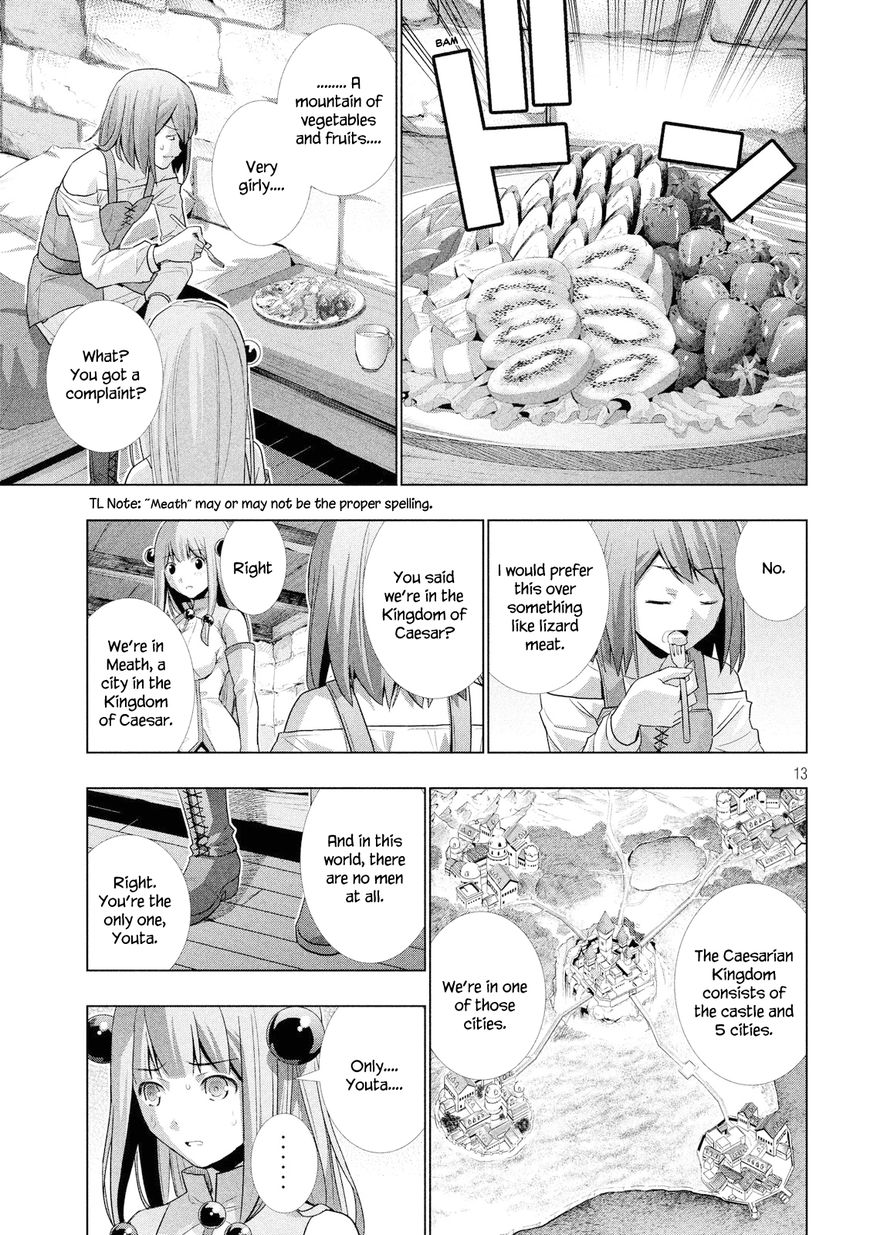 BAM
ド
........ A
mountain of
vegetables
and fruits....
Very
girly....
What?
You got a
complaint?
TL Note: "Meath" may or may not be the proper spelling.
No.
I would prefer
this over
something
like lizard
meat.
You said
we're in the
Kingdom of
Caesar?
Right
We're in
Meath, a
city in the
Kingdom
of Caesar.
13
The Caesarian
Kingdom
consists of
the castle and
5 cities.
We're in one
of those
cities.
And in this
world, there
are no men
at all.
Right.
You're the
only one,
Youta.
Only....
Youta....
......